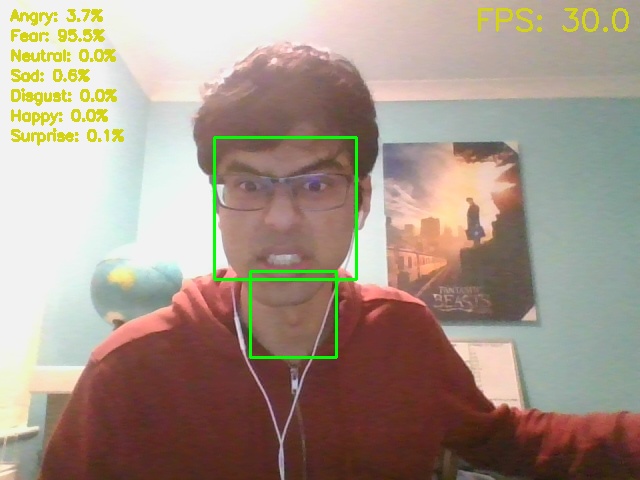 Angry: 3.7%
Fear: 95.5%
Neutral: 0.0%
Sad: 0.6%
Disgust: 0.0%
Happy: 0.0%
Surprise: 0.1%
FPS: 30.0
FANTASTIC
BEASTS